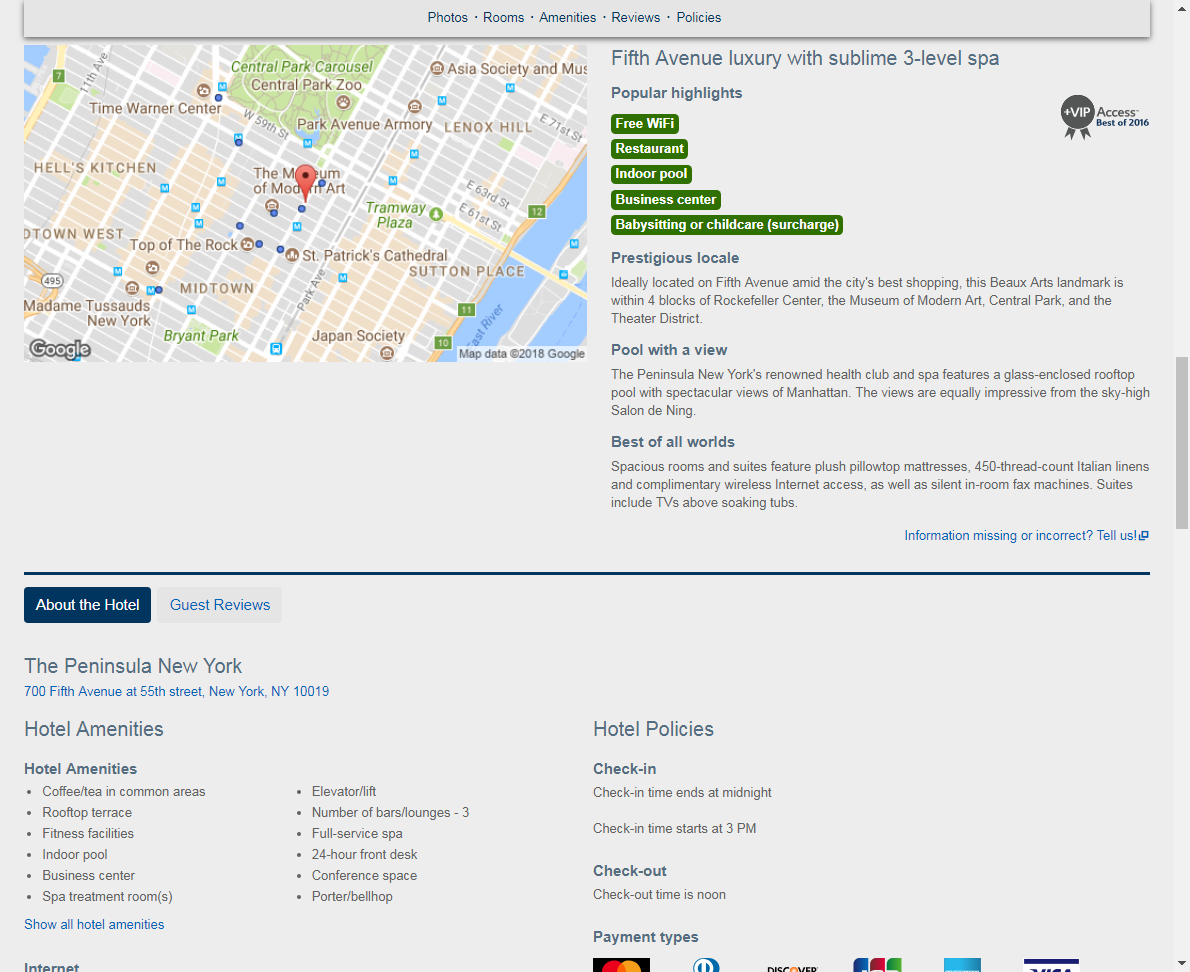 Photos · Rooms · Amenities · Reviews · Policies
Central Park Carousel
Central Park Zoo
Asia Society and Mus
7
11th Ave
Time Warner Center
W 59th St
Park Avenue Armory
LENOX HILL
E 71st St
HELL'S KITCHEN
The Museum
of Modern Art
E 63rd St
E 61st St
Tramway
Plaza
12
DTOWN WEST
Top of The Rock
St. Patrick's Cathedral
SUTTON PLACE
495
MIDTOWN
Park Ave
Madame Tussauds
New York
11
East River
Bryant Park
Japan Society
10
Google
Map data ©2018 Google
Fifth Avenue luxury with sublime 3-level spa
Popular highlights
+VIP Access™
Best of 2016
Free WiFi
Restaurant
Indoor pool
Business center
Babysitting or childcare (surcharge)
Prestigious locale
Ideally located on Fifth Avenue amid the city's best shopping, this Beaux Arts landmark is
within 4 blocks of Rockefeller Center, the Museum of Modern Art, Central Park, and the
Theater District.
Pool with a view
The Peninsula New York's renowned health club and spa features a glass-enclosed rooftop
pool with spectacular views of Manhattan. The views are equally impressive from the sky-high
Salon de Ning.
Best of all worlds
Spacious rooms and suites feature plush pillowtop mattresses, 450-thread-count Italian linens
and complimentary wireless Internet access, as well as silent in-room fax machines. Suites
include TVs above soaking tubs.
Information missing or incorrect? Tell us!
About the Hotel
Guest Reviews
The Peninsula New York
700 Fifth Avenue at 55th street, New York, NY 10019
Hotel Amenities
Hotel Amenities
• Coffee/tea in common areas
• Rooftop terrace
• Fitness facilities
• Indoor pool
• Business center
• Spa treatment room(s)
• Elevator/lift
• Number of bars/lounges - 3
• Full-service spa
• 24-hour front desk
• Conference space
• Porter/bellhop
Show all hotel amenities
Internet
Hotel Policies
Check-in
Check-in time ends at midnight
Check-in time starts at 3 PM
Check-out
Check-out time is noon
Payment types
DISCOVER
VISA